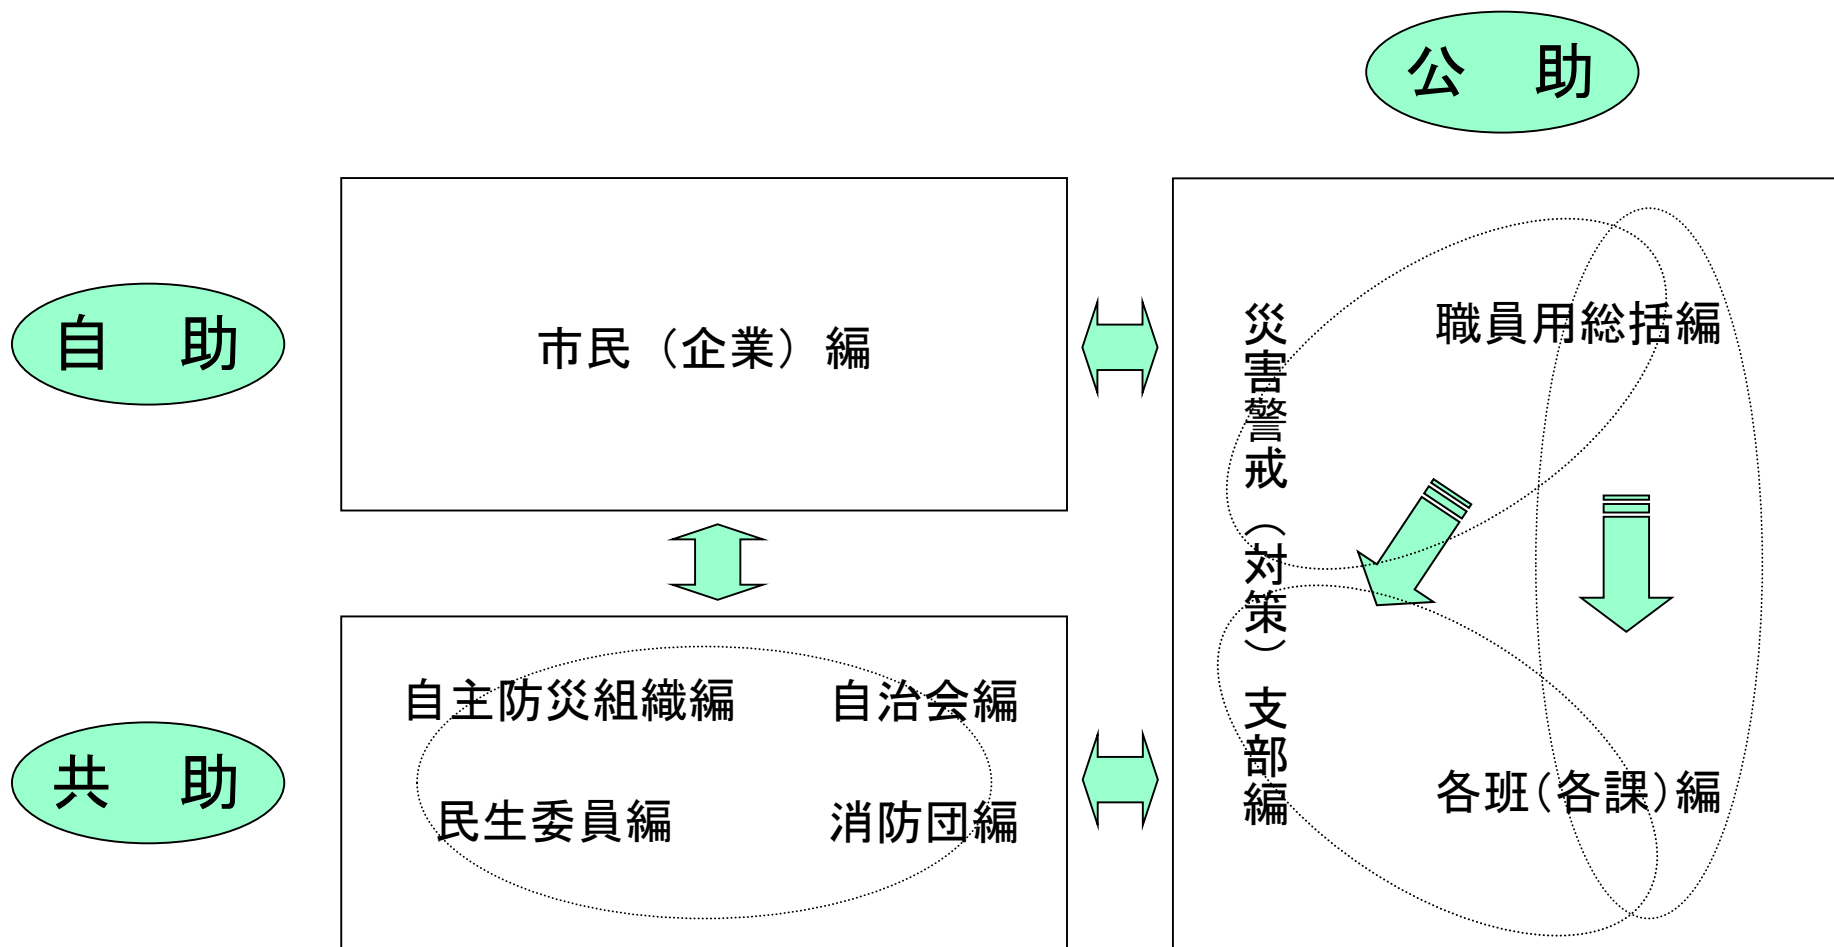 公　助
自　助
市民（企業）編
災害警戒（対策）支部編
職員用総括編
共　助
自主防災組織編
自治会編
民生委員編
消防団編
各班（各課）編